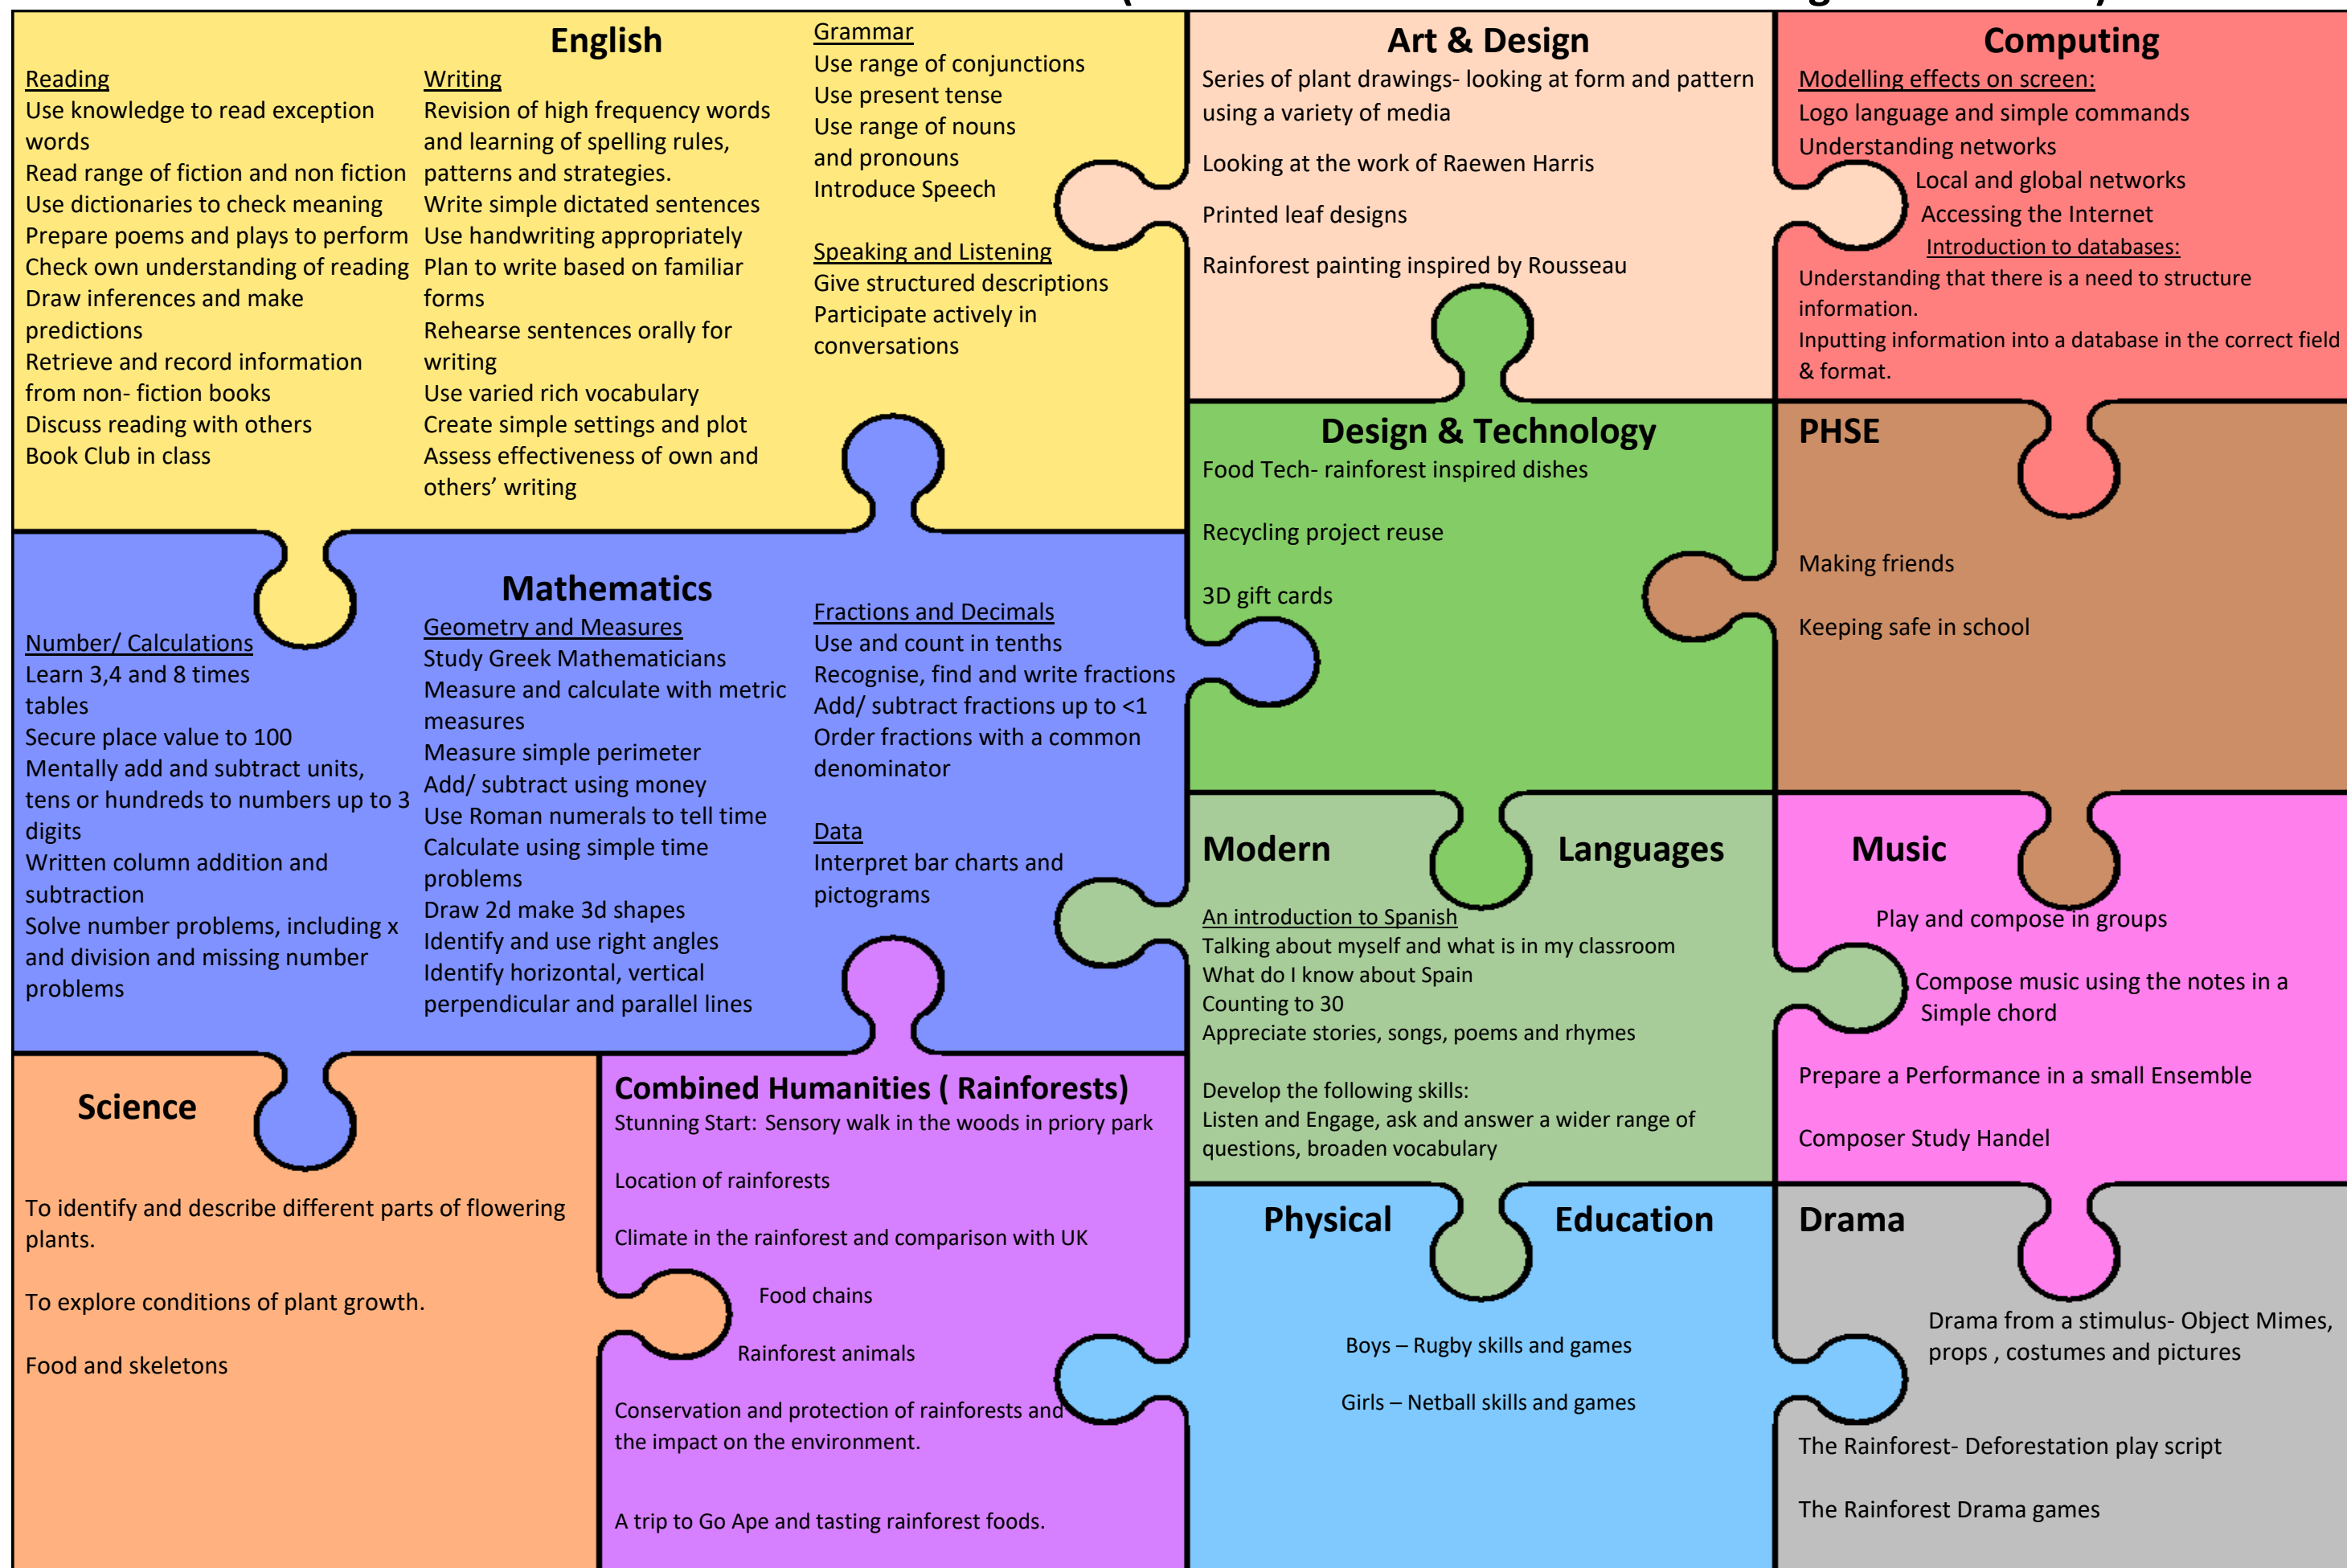 English
Reading
Use knowledge to read exception
words
Read range of fiction and non fiction
Use dictionaries to check meaning
Prepare poems and plays to perform
Check own understanding of reading
Draw inferences and make
predictions
Retrieve and record information
from non- fiction books
Discuss reading with others
Book Club in class
Writing
Revision of high frequency words
and learning of spelling rules,
patterns and strategies.
Write simple dictated sentences
Use handwriting appropriately
Plan to write based on familiar
forms
Rehearse sentences orally for
writing
Use varied rich vocabulary
Create simple settings and plot
Assess effectiveness of own and
others’ writing
Grammar
Use range of conjunctions
Use present tense
Use range of nouns
and pronouns
Introduce Speech
Speaking and Listening
Give structured descriptions
Participate actively in
conversations
Art & Design
Series of plant drawings- looking at form and pattern
using a variety of media
Looking at the work of Raewen Harris
Printed leaf designs
Rainforest painting inspired by Rousseau
Computing
Modelling effects on screen:
Logo language and simple commands
Understanding networks
Local and global networks
Accessing the Internet
Introduction to databases:
Understanding that there is a need to structure
information.
Inputting information into a database in the correct field
& format.
Design & Technology
Food Tech- rainforest inspired dishes
Recycling project reuse
3D gift cards
PHSE
Making friends
Keeping safe in school
Mathematics
Number/ Calculations
Learn 3,4 and 8 times
tables
Secure place value to 100
Mentally add and subtract units,
tens or hundreds to numbers up to 3
digits
Written column addition and
subtraction
Solve number problems, including x
and division and missing number
problems
Geometry and Measures
Study Greek Mathematicians
Measure and calculate with metric
measures
Measure simple perimeter
Add/ subtract using money
Use Roman numerals to tell time
Calculate using simple time
problems
Draw 2d make 3d shapes
Identify and use right angles
Identify horizontal, vertical
perpendicular and parallel lines
Fractions and Decimals
Use and count in tenths
Recognise, find and write fractions
Add/ subtract fractions up to <1
Order fractions with a common
denominator
Data
Interpret bar charts and
pictograms
Modern Languages
An introduction to Spanish
Talking about myself and what is in my classroom
What do I know about Spain
Counting to 30
Appreciate stories, songs, poems and rhymes
Develop the following skills:
Listen and Engage, ask and answer a wider range of
questions, broaden vocabulary
Music
Play and compose in groups
Compose music using the notes in a
Simple chord
Prepare a Performance in a small Ensemble
Composer Study Handel
Science
To identify and describe different parts of flowering
plants.
To explore conditions of plant growth.
Food and skeletons
Combined Humanities ( Rainforests)
Stunning Start: Sensory walk in the woods in priory park
Location of rainforests
Climate in the rainforest and comparison with UK
Food chains
Rainforest animals
Conservation and protection of rainforests and
the impact on the environment.
A trip to Go Ape and tasting rainforest foods.
Physical Education
Boys – Rugby skills and games
Girls – Netball skills and games
Drama
Drama from a stimulus- Object Mimes,
props , costumes and pictures
The Rainforest- Deforestation play script
The Rainforest Drama games